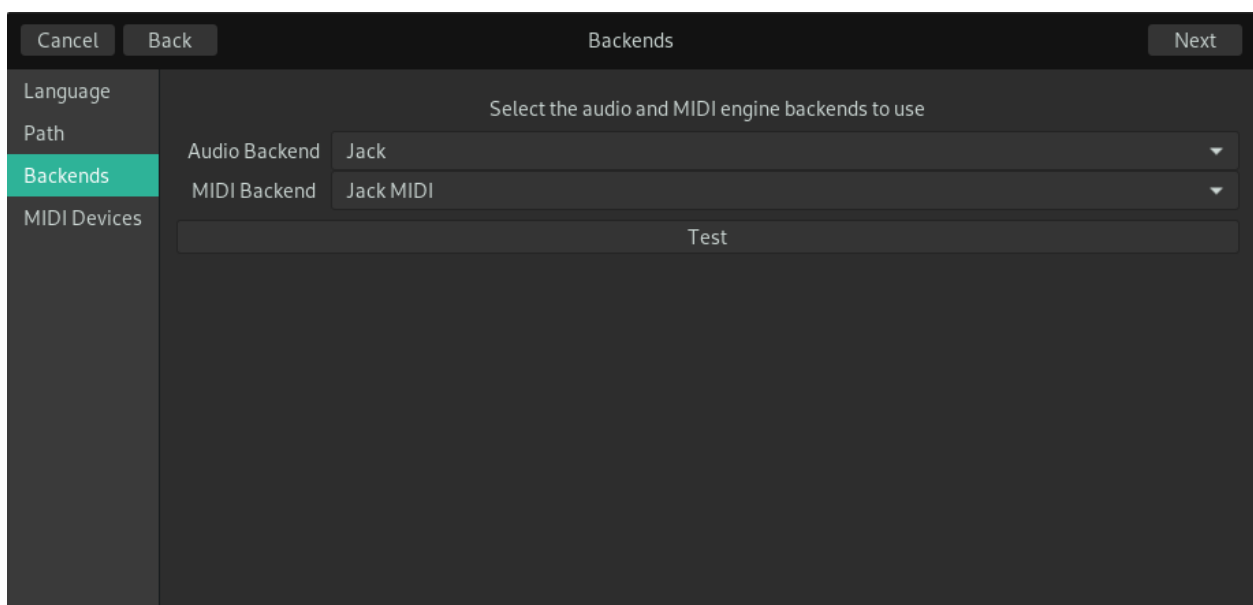 Cancel Back Backends Next
Language
Path
Backends
MIDI Devices
Select the audio and MIDI engine backends to use
Audio Backend Jack
MIDI Backend Jack MIDI
Test